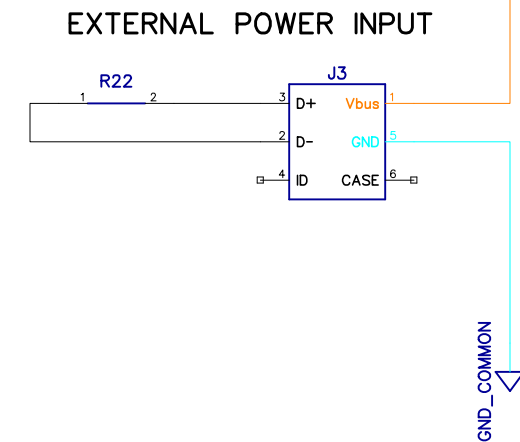 EXTERNAL POWER INPUT
R22
1 2
J3
3 D+ Vbus 1
2 D- GND 5
4 ID CASE 6
GND_COMMON